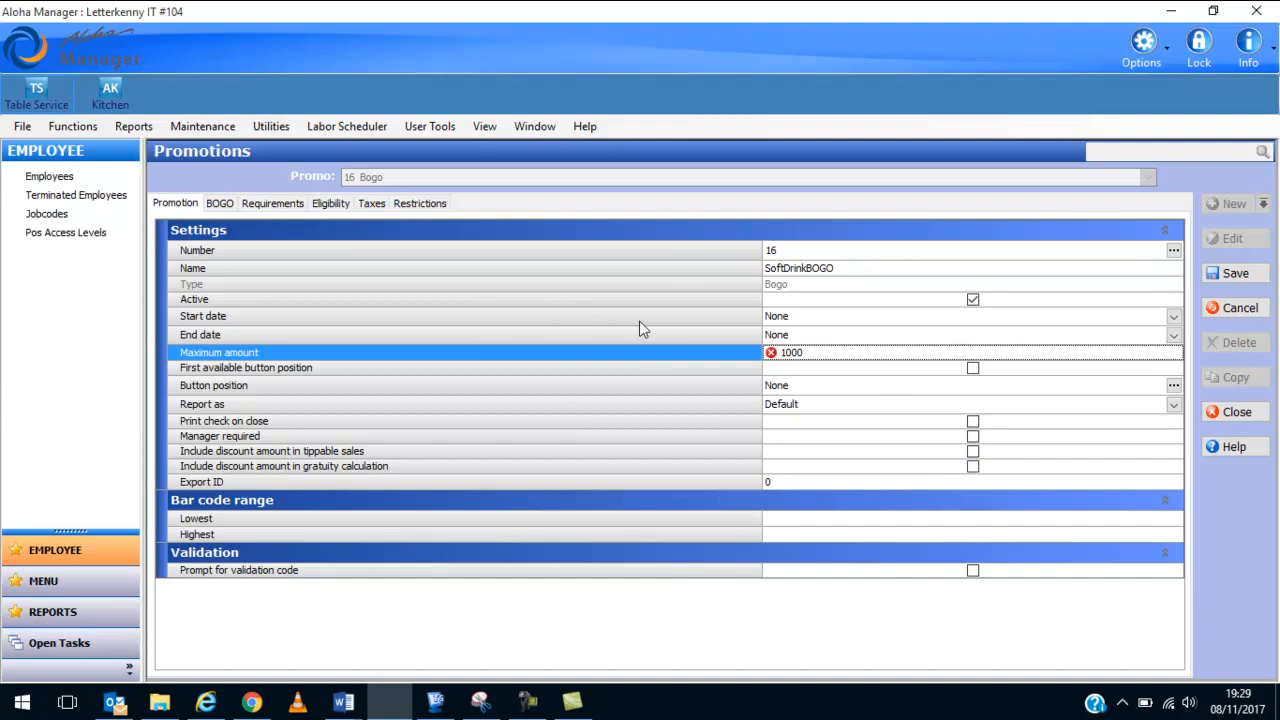 Aloha Manager : Letterkenny IT #104
Aloha
Manager
Options
Lock
Info
TS
Table Service
AK
Kitchen
File Functions Reports Maintenance Utilities Labor Scheduler User Tools View Window Help
EMPLOYEE
Employees
Terminated Employees
Jobcodes
Pos Access Levels
EMPLOYEE
MENU
REPORTS
Open Tasks
Promotions
Promo: 16 Bogo
Promotion BOGO Requirements Eligibility Taxes Restrictions
Settings
Number 16
Name SoftDrinkBOGO
Type Bogo
Active
Start date None
End date None
Maximum amount 1000
First available button position
Button position None
Report as Default
Print check on close
Manager required
Include discount amount in tippable sales
Include discount amount in gratuity calculation
Export ID 0
Bar code range
Lowest
Highest
Validation
Prompt for validation code
New
Edit
Save
Cancel
Delete
Copy
Close
Help
19:29
08/11/2017